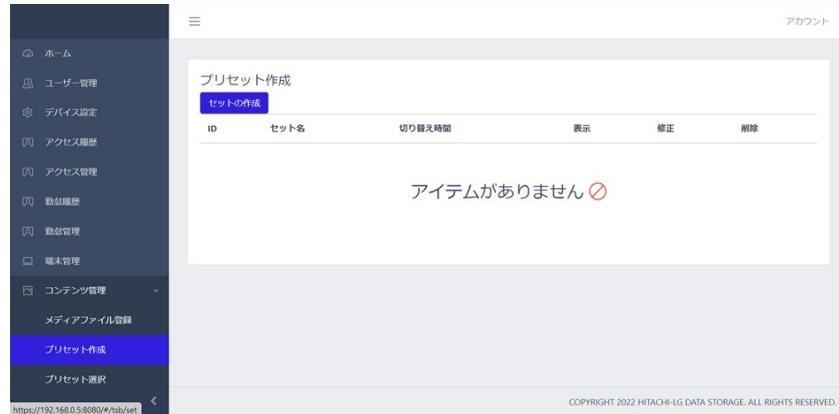 アカウント
ホーム
ユーザー管理
デバイス設定
アクセス履歴
アクセス管理
勤怠履歴
勤怠管理
端末管理
コンテンツ管理
メディアファイル登録
プリセット作成
プリセット選択
https://192.168.0.5:8080/#/tsb/set
プリセット作成
セットの作成
ID セット名 切り替え時間 表示 修正 削除
アイテムがありません
COPYRIGHT 2022 HITACHI-LG DATA STORAGE. ALL RIGHTS RESERVED.